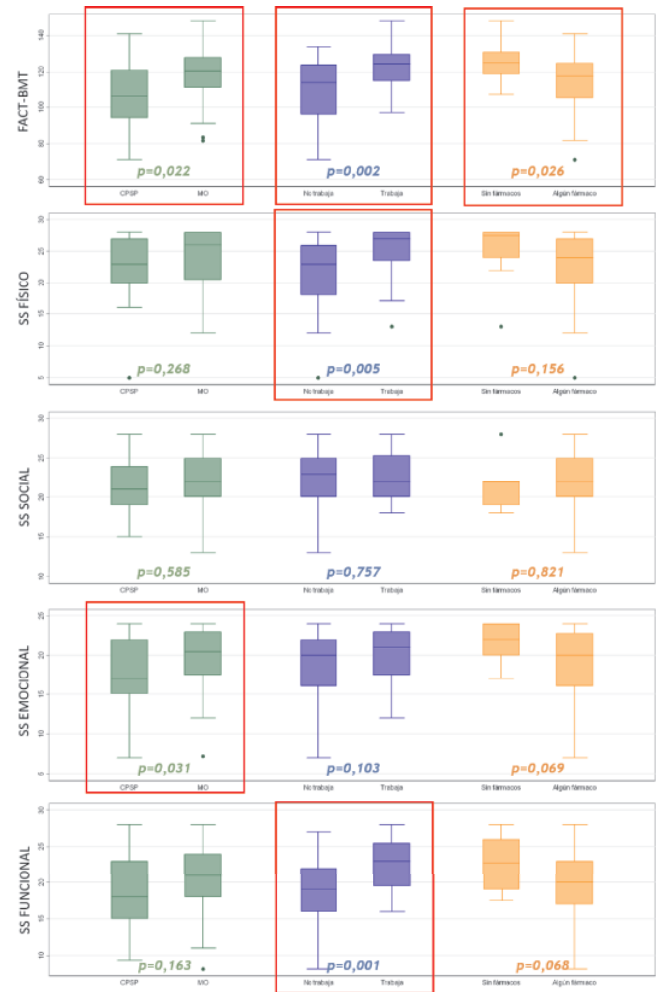 FACT-BMT
140
120
100
80
60
p=0,022
p=0,002
p=0,026
CPSP
MO
No trabaja
Trabaja
Sin fármacos
Algún fármaco
SS FÍSICO
30
25
20
15
10
5
p=0,268
p=0,005
p=0,156
CPSP
MO
No trabaja
Trabaja
Sin fármacos
Algún fármaco
SS SOCIAL
30
25
20
15
10
p=0,585
p=0,757
p=0,821
CPSP
MO
No trabaja
Trabaja
Sin fármacos
Algún fármaco
SS EMOCIONAL
25
20
15
10
5
p=0,031
p=0,103
p=0,069
CPSP
MO
No trabaja
Trabaja
Sin fármacos
Algún fármaco
SS FUNCIONAL
30
25
20
15
10
p=0,163
p=0,001
p=0,068
CPSP
MO
No trabaja
Trabaja
Sin fármacos
Algún fármaco